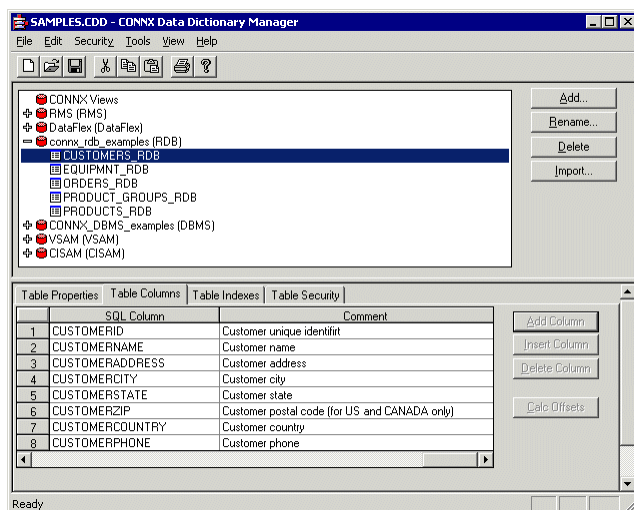 SAMPLES.CDD - CONNX Data Dictionary Manager
File Edit Security Tools View Help
CONNX Views
RMS (RMS)
DataFlex (DataFlex)
connx_rdb_examples (RDB)
CUSTOMERS_RDB
EQUIPMNT_RDB
ORDERS_RDB
PRODUCT_GROUPS_RDB
PRODUCTS_RDB
CONNX_DBMS_examples (DBMS)
VSAM (VSAM)
CISAM (CISAM)
Add...
Rename...
Delete
Import...
Table Properties Table Columns Table Indexes Table Security
SQL Column Comment
1 CUSTOMERID Customer unique identifirt
2 CUSTOMERNAME Customer name
3 CUSTOMERADDRESS Customer address
4 CUSTOMERCITY Customer city
5 CUSTOMERSTATE Customer state
6 CUSTOMERZIP Customer postal code (for US and CANADA only)
7 CUSTOMERCOUNTRY Customer country
8 CUSTOMERPHONE Customer phone
Add Column
Insert Column
Delete Column
Calc Offsets
Ready